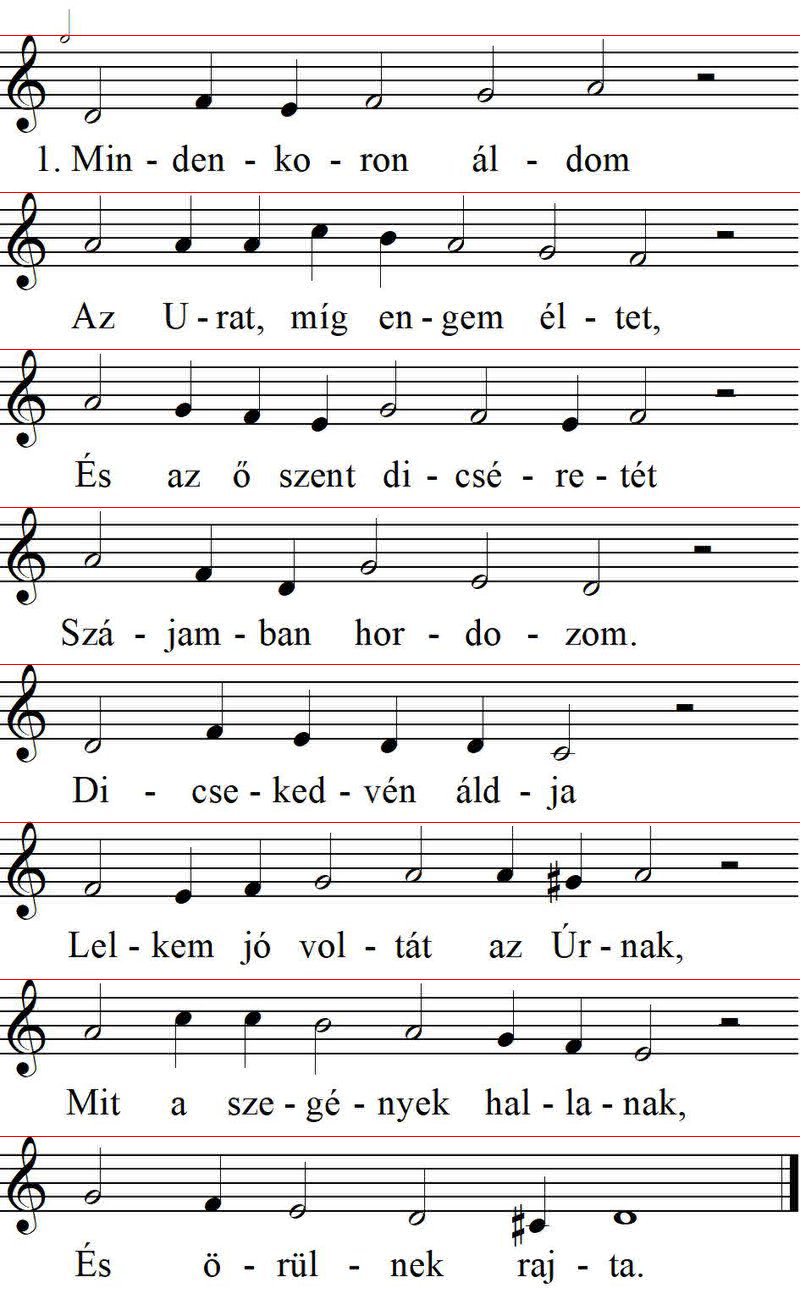 1. Min - den - ko - ron ál - dom
Az U - rat, míg en - gem él - tet,
És az ő szent di - csé - re - tét
Szá - jam - ban hor - do - zom.
Di - cse - ked - vén áld - ja
Lel - kem jó vol - tát az Úr - nak,
Mit a sze - gé - nyek hal - la - nak,
És ö - rül - nek raj - ta.